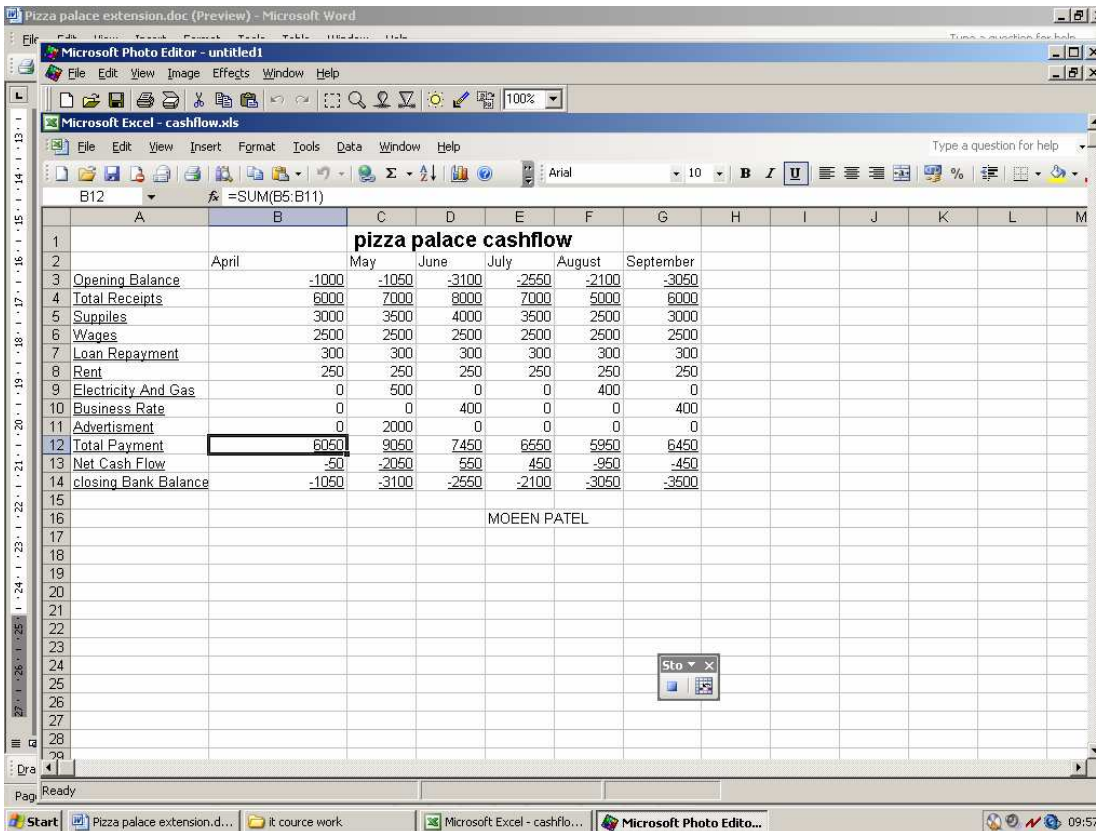 Pizza palace extension.doc (Preview) - Microsoft Word
Microsoft Photo Editor - untitled1
File Edit View Image Effects Window Help
100%
Microsoft Excel - cashflow.xls
File Edit View Insert Format Tools Data Window Help Type a question for help
Arial 10 B I U %
B12 fx =SUM(B5:B11)
A B C D E F G H I J K L M
1 pizza palace cashflow
2 April May June July August September
3 Opening Balance -1000 -1050 -3100 -2550 -2100 -3050
4 Total Receipts 6000 7000 8000 7000 5000 6000
5 Suppiles 3000 3500 4000 3500 2500 3000
6 Wages 2500 2500 2500 2500 2500 2500
7 Loan Repayment 300 300 300 300 300 300
8 Rent 250 250 250 250 250 250
9 Electricity And Gas 0 500 0 0 400 0
10 Business Rate 0 0 400 0 0 400
11 Advertisment 0 2000 0 0 0 0
12 Total Payment 6050 9050 7450 6550 5950 6450
13 Net Cash Flow -50 -2050 550 450 -950 -450
14 closing Bank Balance -1050 -3100 -2550 -2100 -3050 -3500
15
16 MOEEN PATEL
17
18
19
20
21
22
23
24 Sto
25
26
27
28
29
Dra
Pag Ready
Start Pizza palace extension.d... it cource work Microsoft Excel - cashflo... Microsoft Photo Edito... 09:57